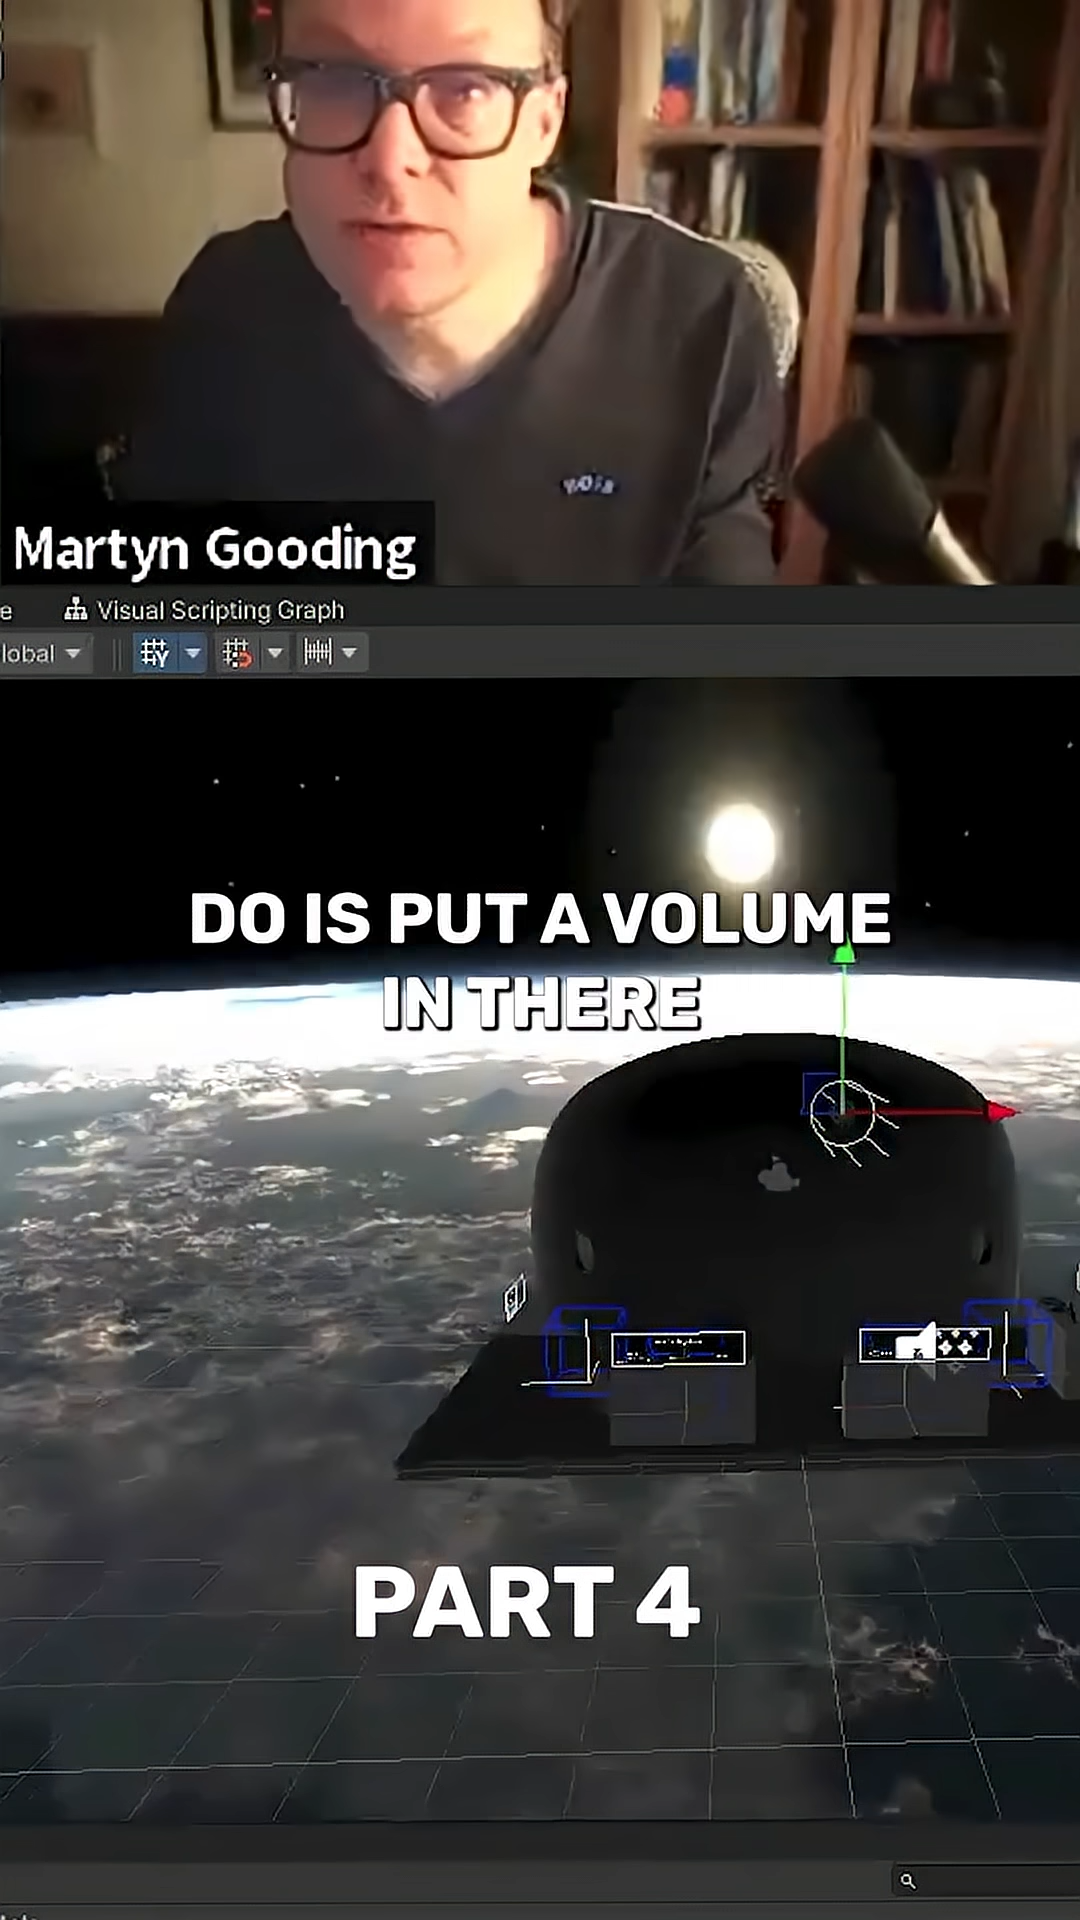 Martyn Gooding
e Visual Scripting Graph
lobal
DO IS PUT A VOLUME
IN THERE
PART 4